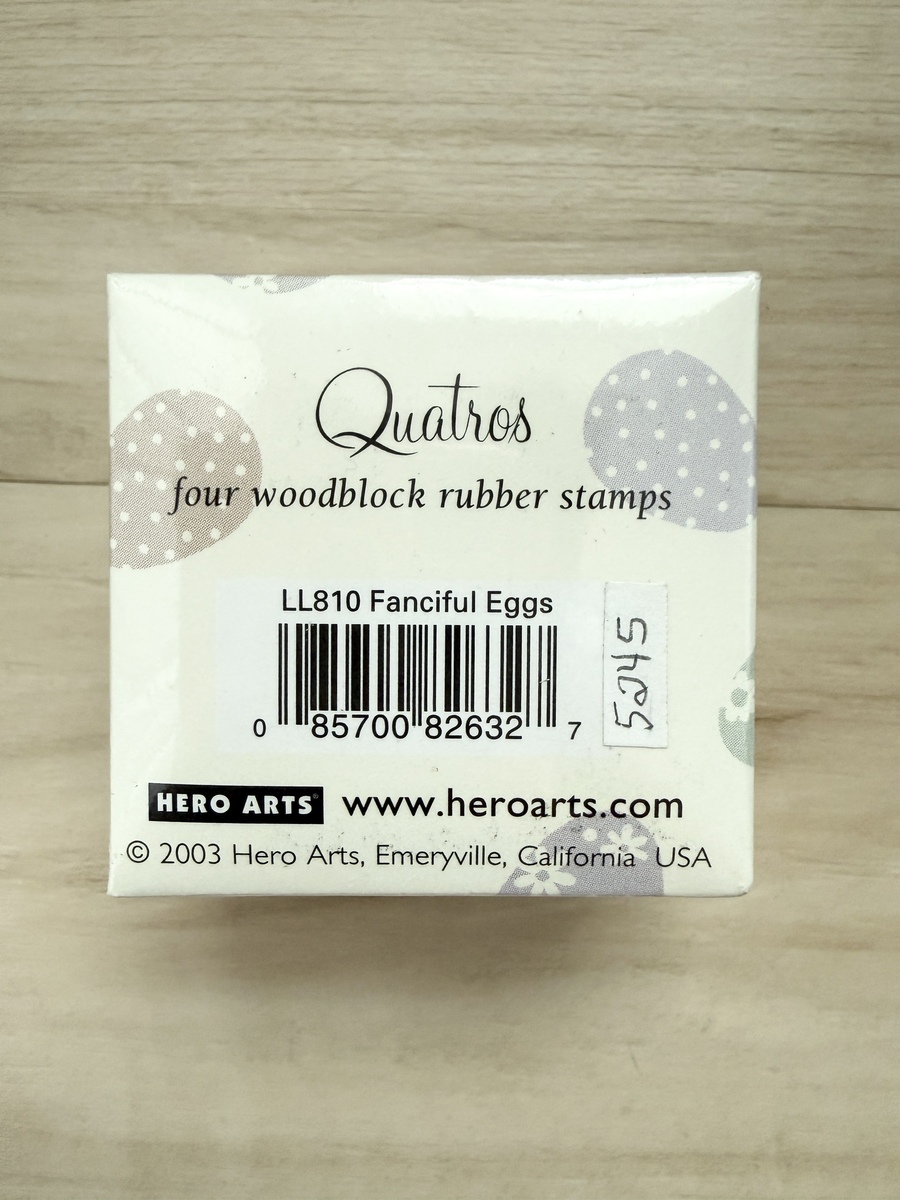 Quatros
four woodblock rubber stamps
LL810 Fanciful Eggs
0 85700 82632 7
5245
HERO ARTS® www.heroarts.com
© 2003 Hero Arts, Emeryville, California USA